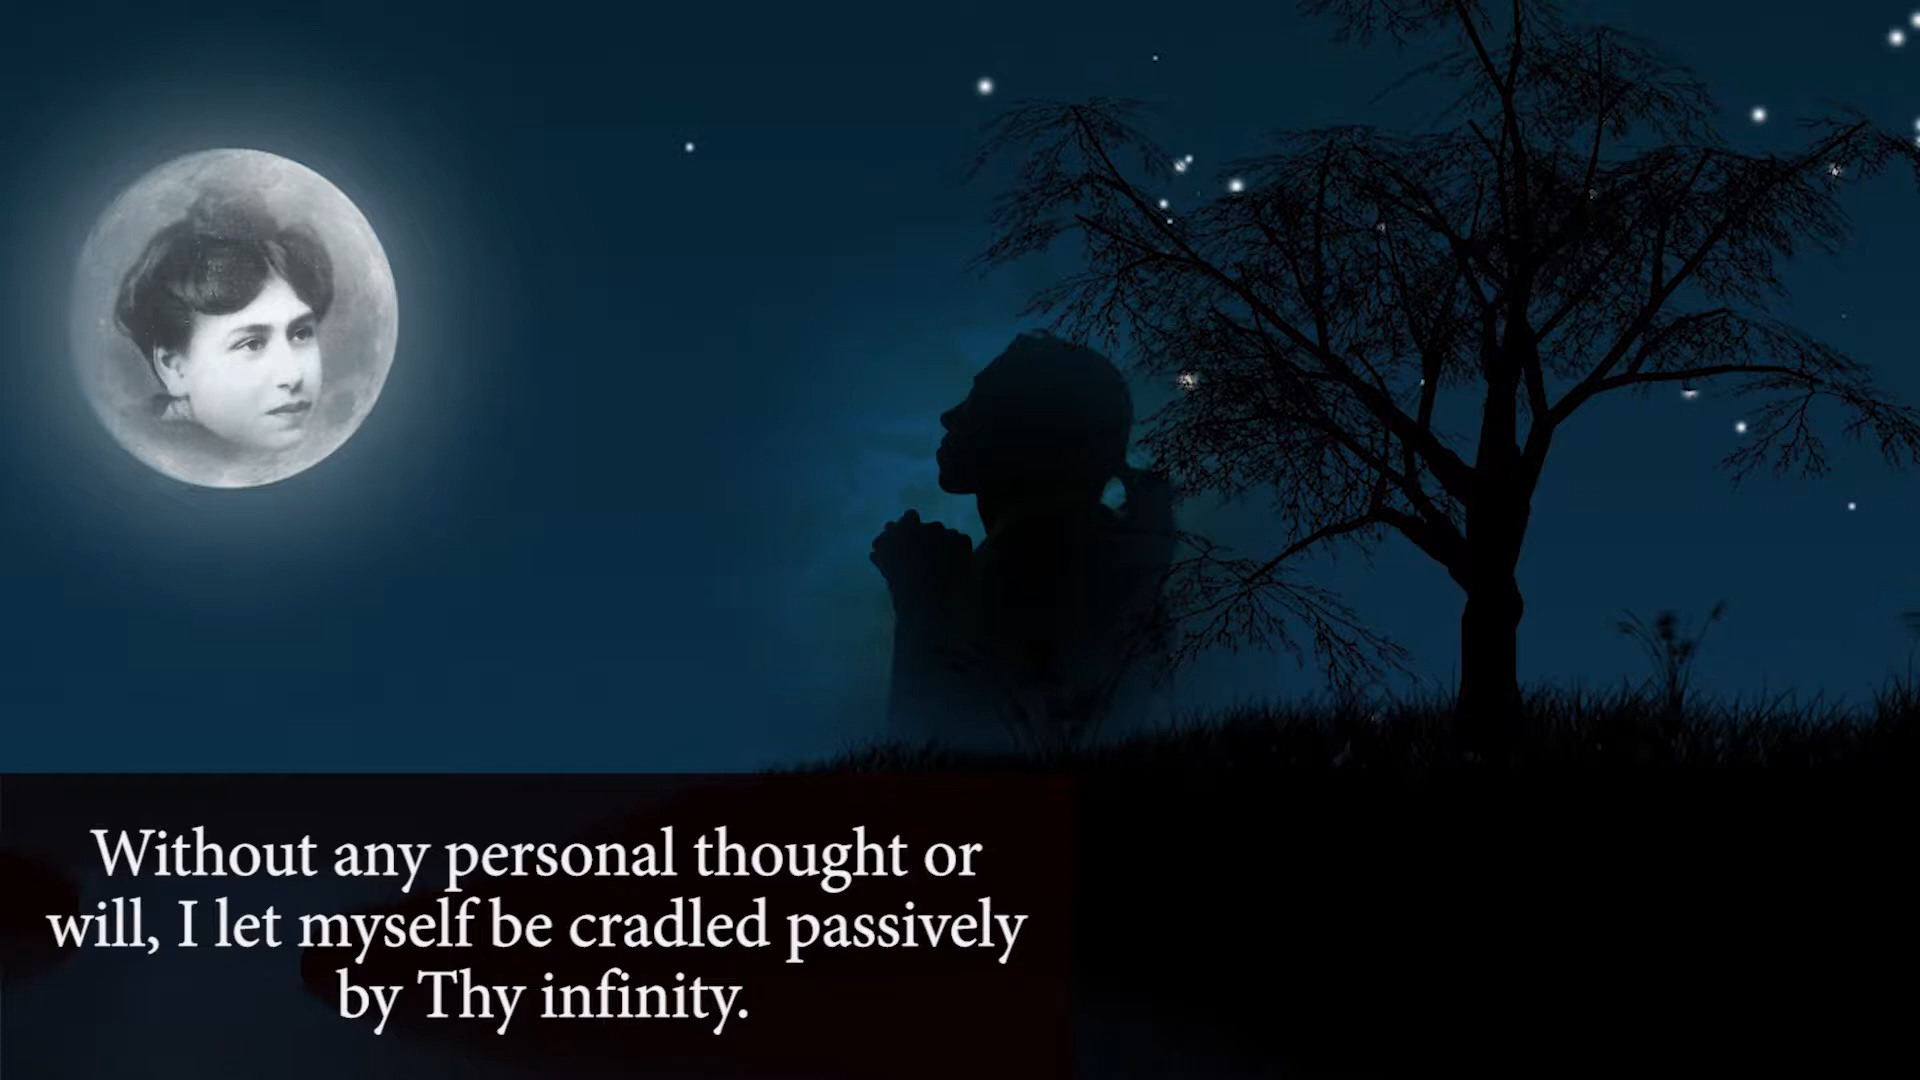 Without any personal thought or
will, I let myself be cradled passively
by Thy infinity.